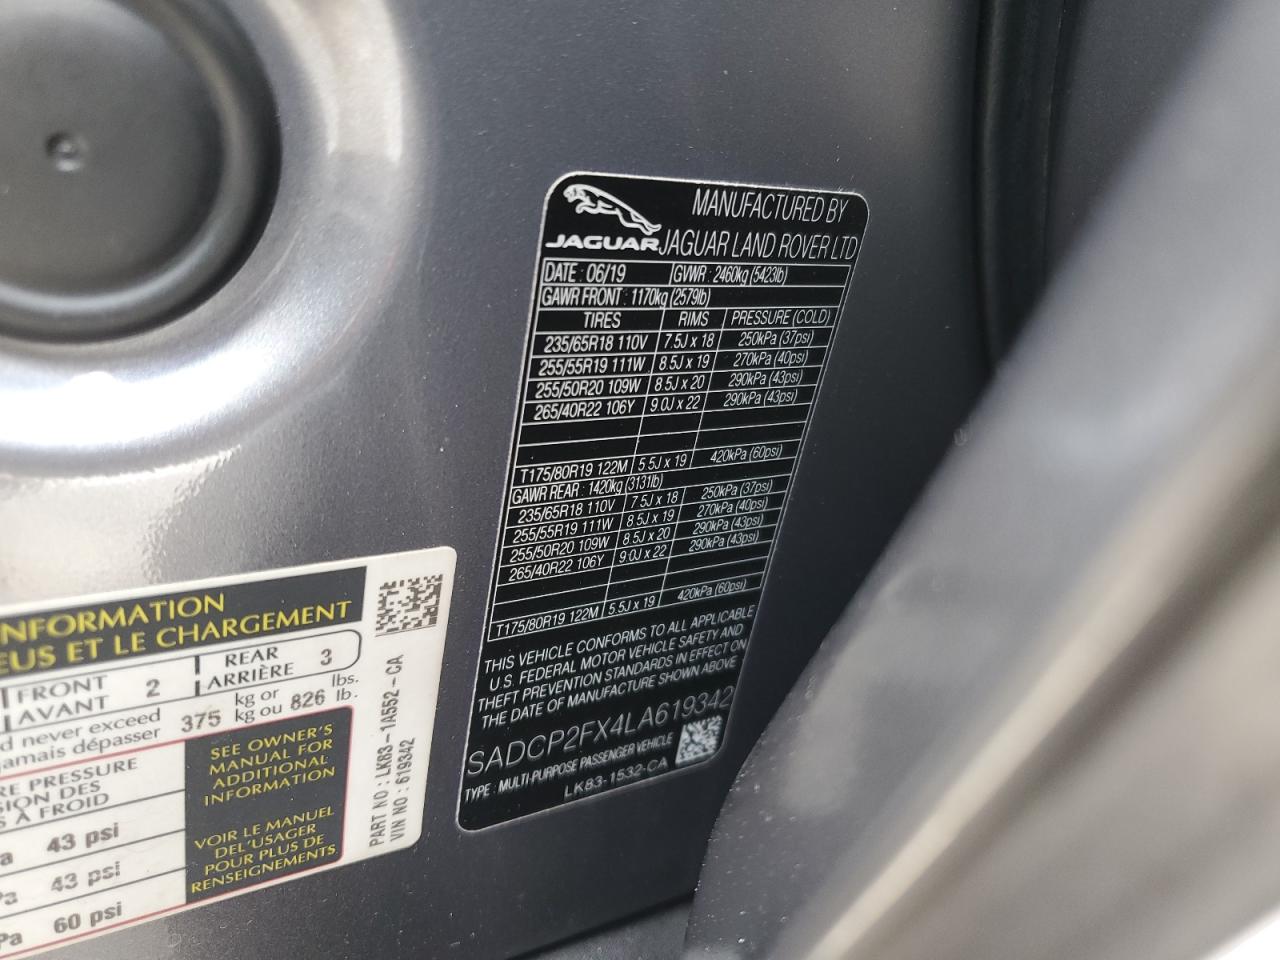 JAGUAR
MANUFACTURED BY
JAGUAR LAND ROVER LTD
DATE : 06/19 GVWR : 2460kg (5423lb)
GAWR FRONT : 1170kg (2579lb)
TIRES RIMS PRESSURE (COLD)
235/65R18 110V 7.5J x 18 250kPa (37psi)
255/55R19 111W 8.5J x 19 270kPa (40psi)
255/50R20 109W 8.5J x 20 290kPa (43psi)
265/40R22 106Y 9.0J x 22 290kPa (43psi)
T175/80R19 122M 5.5J x 19 420kPa (60psi)
GAWR REAR : 1420kg (3131lb)
235/65R18 110V 7.5J x 18 250kPa (37psi)
255/55R19 111W 8.5J x 19 270kPa (40psi)
255/50R20 109W 8.5J x 20 290kPa (43psi)
265/40R22 106Y 9.0J x 22 290kPa (43psi)
T175/80R19 122M 5.5J x 19 420kPa (60psi)
THIS VEHICLE CONFORMS TO ALL APPLICABLE
U.S. FEDERAL MOTOR VEHICLE SAFETY AND
THEFT PREVENTION STANDARDS IN EFFECT ON
THE DATE OF MANUFACTURE SHOWN ABOVE
SADCP2FX4LA619342
TYPE : MULTI-PURPOSE PASSENGER VEHICLE
LK83-1532-CA
NFORMATION
EUS ET LE CHARGEMENT
FRONT 2 REAR 3
AVANT ARRIÈRE
d never exceed 375 kg or 826 lbs.
jamais dépasser kg ou lb.
RE PRESSURE
SION DES
S À FROID
a 43 psi
Pa 43 psi
Pa 60 psi
SEE OWNER'S
MANUAL FOR
ADDITIONAL
INFORMATION
VOIR LE MANUEL
DEL'USAGER
POUR PLUS DE
RENSEIGNEMENTS
PART NO : LK83-1A552-CA
VIN NO : 619342